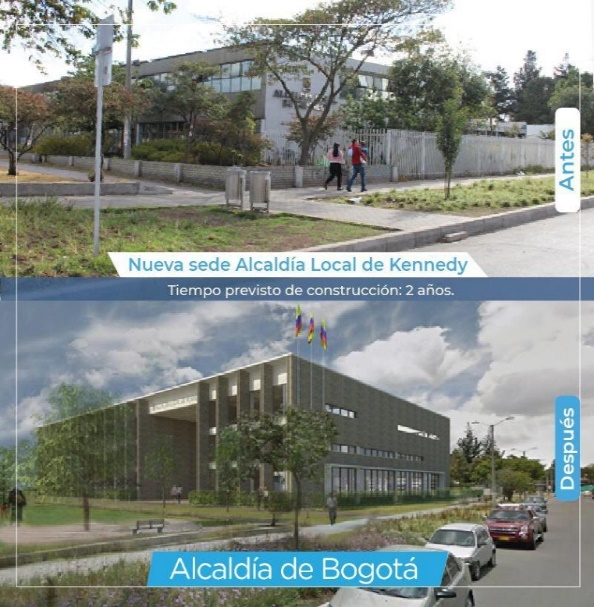 Antes
Nueva sede Alcaldía Local de Kennedy
Tiempo previsto de construcción: 2 años.
Después
Alcaldía de Bogotá